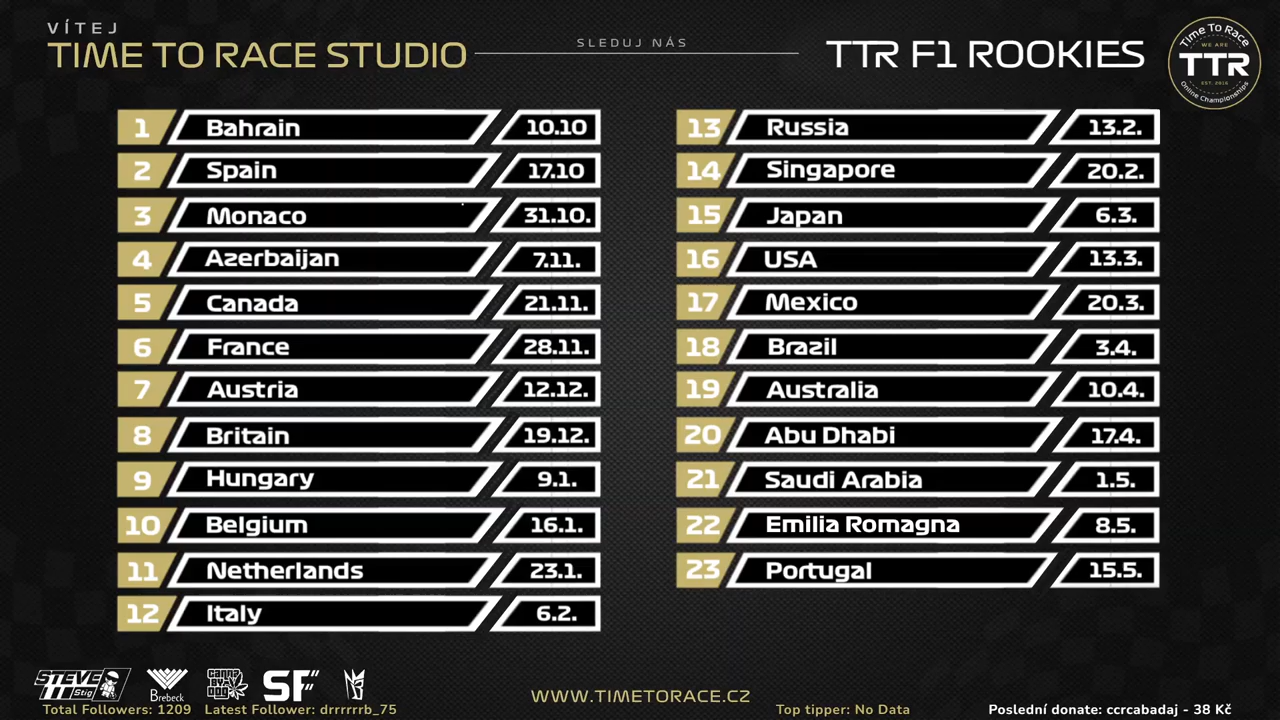 VÍTEJ
TIME TO RACE STUDIO
SLEDUJ NÁS
TTR F1 ROOKIES
Time To Race
WE ARE
TTR
EST. 2016
Online Championships
1 Bahrain 10.10
2 Spain 17.10
3 Monaco 31.10.
4 Azerbaijan 7.11.
5 Canada 21.11.
6 France 28.11.
7 Austria 12.12.
8 Britain 19.12.
9 Hungary 9.1.
10 Belgium 16.1.
11 Netherlands 23.1.
12 Italy 6.2.
13 Russia 13.2.
14 Singapore 20.2.
15 Japan 6.3.
16 USA 13.3.
17 Mexico 20.3.
18 Brazil 3.4.
19 Australia 10.4.
20 Abu Dhabi 17.4.
21 Saudi Arabia 1.5.
22 Emilia Romagna 8.5.
23 Portugal 15.5.
STEVE
Stig
Brebeck
SF
WWW.TIMETORACE.CZ
Total Followers: 1209
Latest Follower: drrrrrrb_75
Top tipper: No Data
Poslední donate: ccrcabadaj - 38 Kč